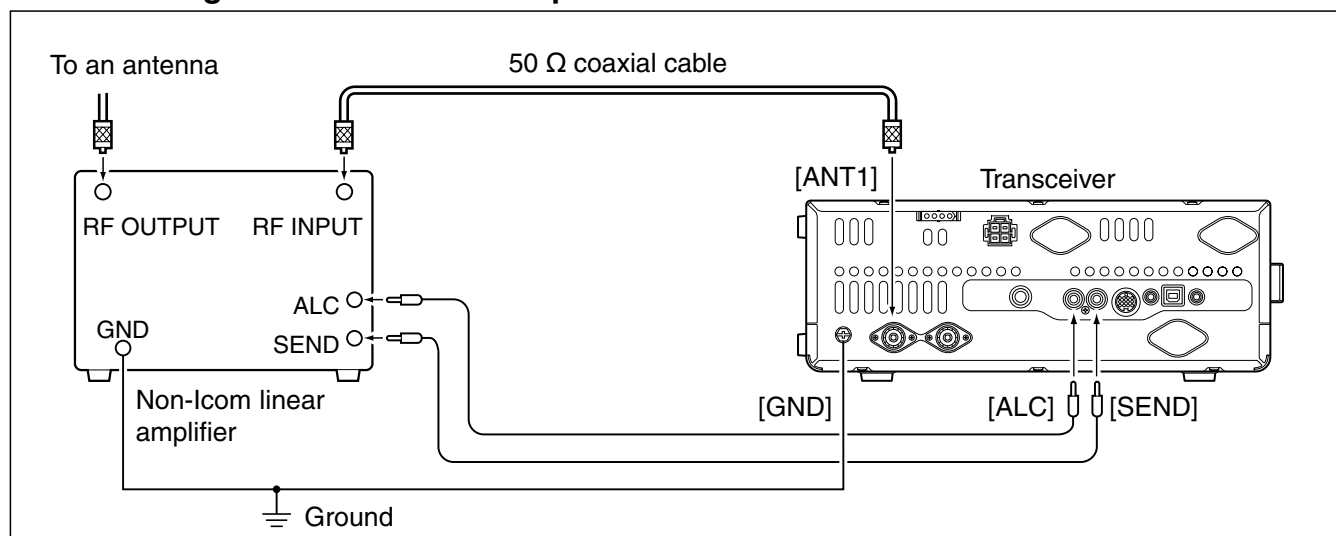 To an antenna
50 Ω coaxial cable
[ANT1]
Transceiver
RF OUTPUT
RF INPUT
ALC
GND
SEND
Non-Icom linear
amplifier
[GND]
[ALC]
[SEND]
Ground